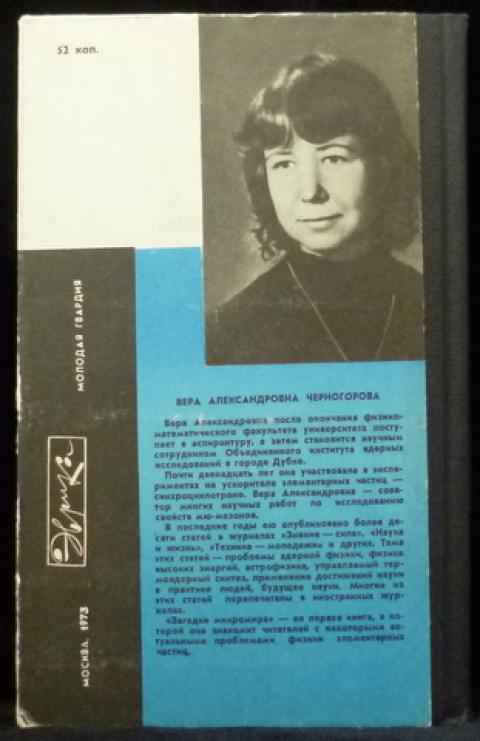 52 коп.
ВЕРА АЛЕКСАНДРОВНА ЧЕРНОГОРОВА
Вера Александровна после окончания физико-
математического факультета университета посту-
пает в аспирантуру, а затем становится научным
сотрудником Объединенного института ядерных
исследований в городе Дубне.
Почти двенадцать лет она участвовала в экспе-
риментах на ускорителе элементарных частиц —
синхроциклотроне. Вера Александровна — соав-
тор многих научных работ по исследованию
свойств мю-мезонов.
В последние годы ею опубликовано более де-
сяти статей в журналах «Знание — сила», «Наука
и жизнь», «Техника — молодежи» и других. Тема
этих статей — проблемы ядерной физики, физика
высоких энергий, астрофизика, управляемый тер-
моядерный синтез, применение достижений науки
в практике людей, будущее науки. Многие из
этих статей перепечатаны в иностранных жур-
налах.
«Загадки микромира» — ее первая книга, в ко-
торой она знакомит читателей с некоторыми ак-
туальными проблемами физики элементарных
частиц.
МОЛОДАЯ ГВАРДИЯ
Эврика
МОСКВА, 1973